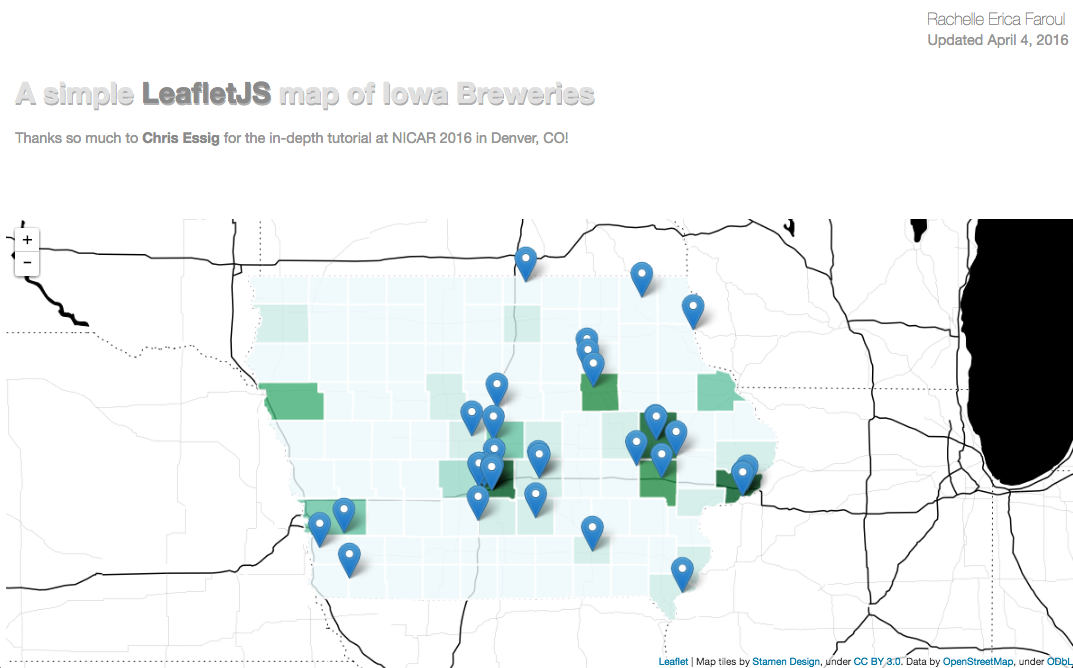 Rachelle Erica Faroul
Updated April 4, 2016
A simple LeafletJS map of Iowa Breweries
Thanks so much to Chris Essig for the in-depth tutorial at NICAR 2016 in Denver, CO!
+
−
Leaflet | Map tiles by Stamen Design, under CC BY 3.0. Data by OpenStreetMap, under ODbL